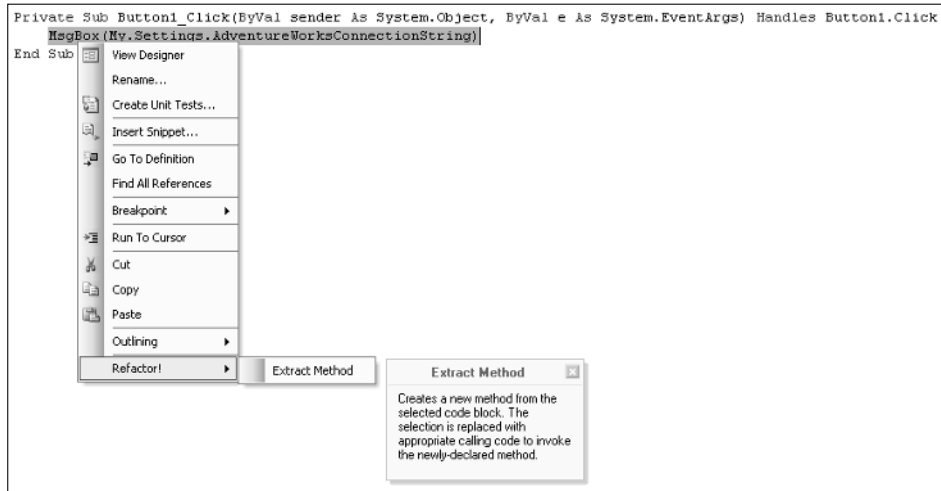 Private Sub Button1_Click(ByVal sender As System.Object, ByVal e As System.EventArgs) Handles Button1.Click
MsgBox(My.Settings.AdventureWorksConnectionString)
End Sub
View Designer
Rename...
Create Unit Tests...
Insert Snippet...
Go To Definition
Find All References
Breakpoint
Run To Cursor
Cut
Copy
Paste
Outlining
Refactor!
Extract Method
Extract Method
Creates a new method from the
selected code block. The
selection is replaced with
appropriate calling code to invoke
the newly-declared method.